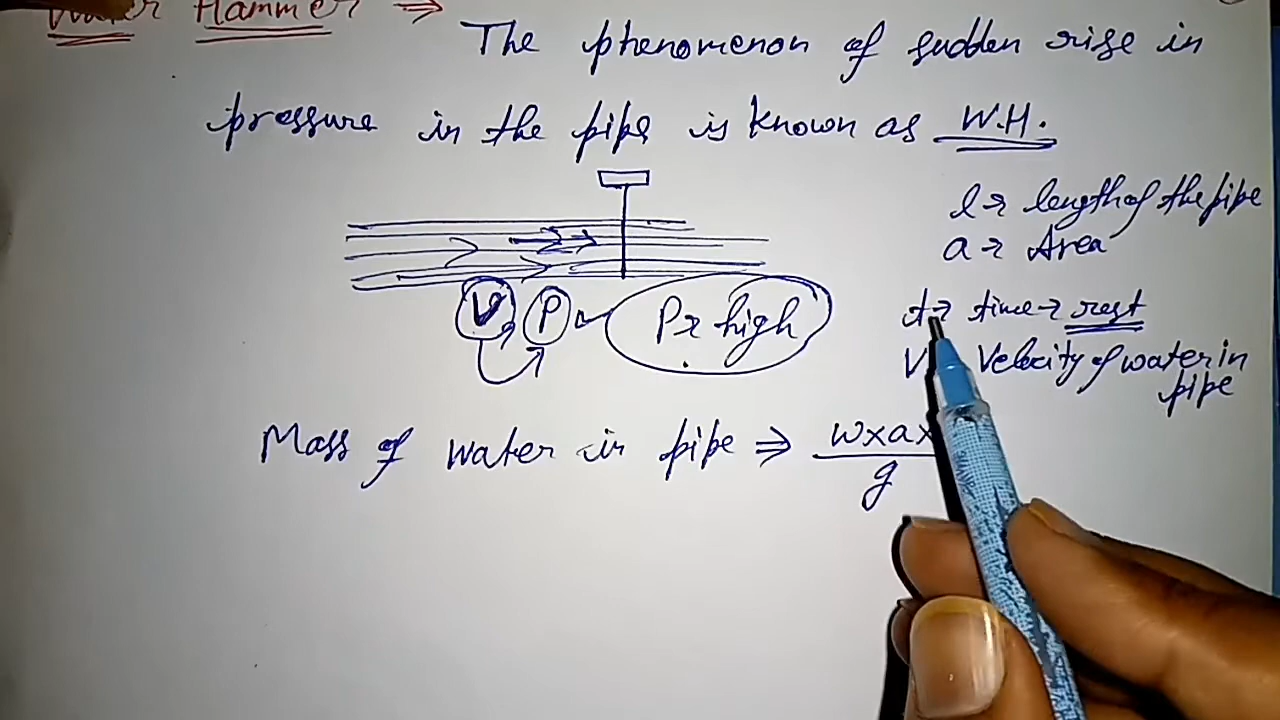 Water Hammer ⇒
The phenomenon of sudden rise in
pressure in the pipe is known as W.H.
l → length of the pipe
a → Area
t → time → rest
V Velocity of water in
pipe
V P P → high
Mass of water in pipe ⇒ w×a×
g